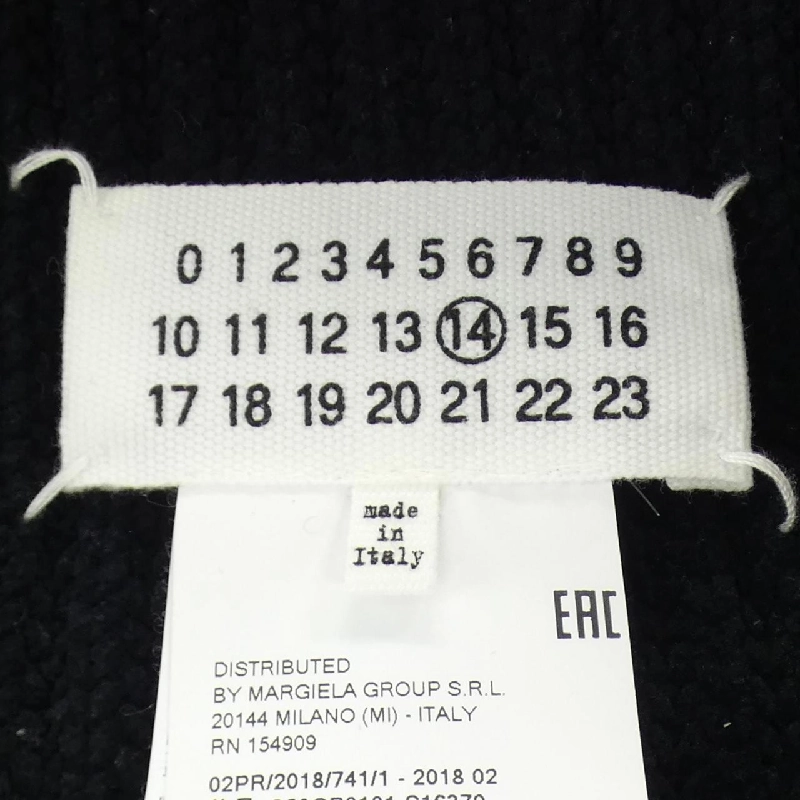 0 1 2 3 4 5 6 7 8 9
10 11 12 13 14 15 16
17 18 19 20 21 22 23
made
in
Italy
EAC
DISTRIBUTED
BY MARGIELA GROUP S.R.L.
20144 MILANO (MI) - ITALY
RN 154909
02PR/2018/741/1 - 2018 02